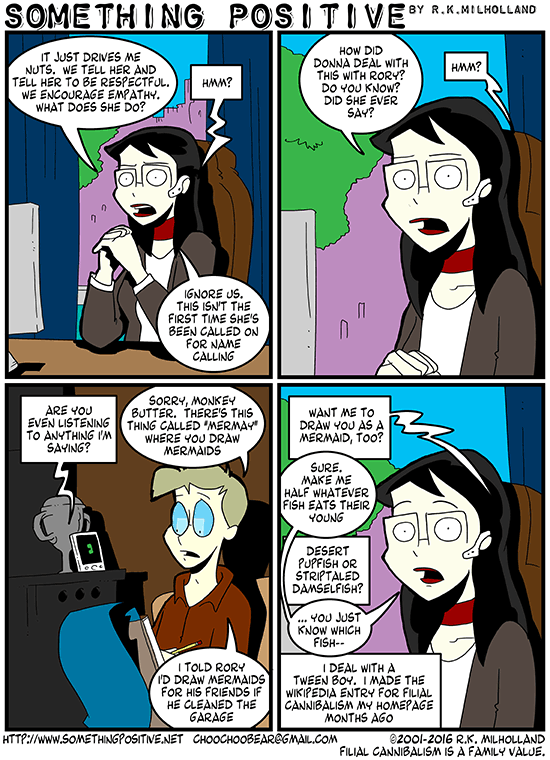 SOMETHING POSITIVE BY R.K.MILHOLLAND
IT JUST DRIVES ME
NUTS. WE TELL HER AND
TELL HER TO BE RESPECTFUL.
WE ENCOURAGE EMPATHY.
WHAT DOES SHE DO?
HMM?
IGNORE US.
THIS ISN'T THE
FIRST TIME SHE'S
BEEN CALLED ON
FOR NAME
CALLING
HOW DID
DONNA DEAL WITH
THIS WITH RORY?
DO YOU KNOW?
DID SHE EVER
SAY?
HMM?
ARE YOU
EVEN LISTENING
TO ANYTHING I'M
SAYING?
SORRY, MONKEY
BUTTER. THERE'S THIS
THING CALLED "MERMAY"
WHERE YOU DRAW
MERMAIDS
I TOLD RORY
I'D DRAW MERMAIDS
FOR HIS FRIENDS IF
HE CLEANED THE
GARAGE
WANT ME TO
DRAW YOU AS A
MERMAID, TOO?
SURE.
MAKE ME
HALF WHATEVER
FISH EATS THEIR
YOUNG
DESERT
PUPFISH OR
STRIPTALED
DAMSELFISH?
... YOU JUST
KNOW WHICH
FISH--
I DEAL WITH A
TWEEN BOY. I MADE THE
WIKIPEDIA ENTRY FOR FILIAL
CANNIBALISM MY HOMEPAGE
MONTHS AGO
HTTP://WWW.SOMETHINGPOSITIVE.NET CHOOCHOOBEAR@GMAIL.COM ©2001-2016 R.K. MILHOLLAND
FILIAL CANNIBALISM IS A FAMILY VALUE.